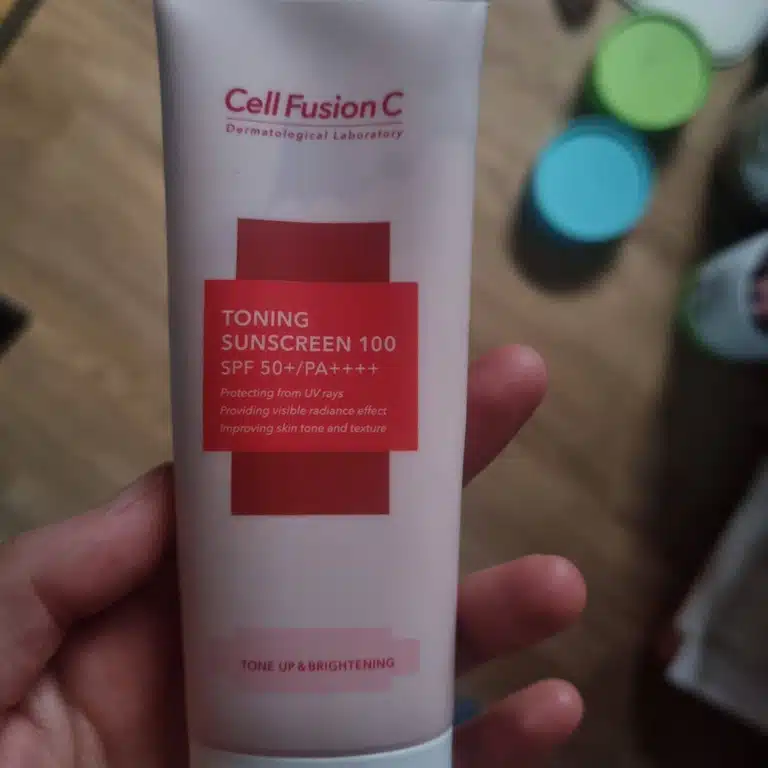 Cell Fusion C
Dermatological Laboratory
TONING
SUNSCREEN 100
SPF 50+/PA++++
Protecting from UV rays
Providing visible radiance effect
Improving skin tone and texture
TONE UP & BRIGHTENING